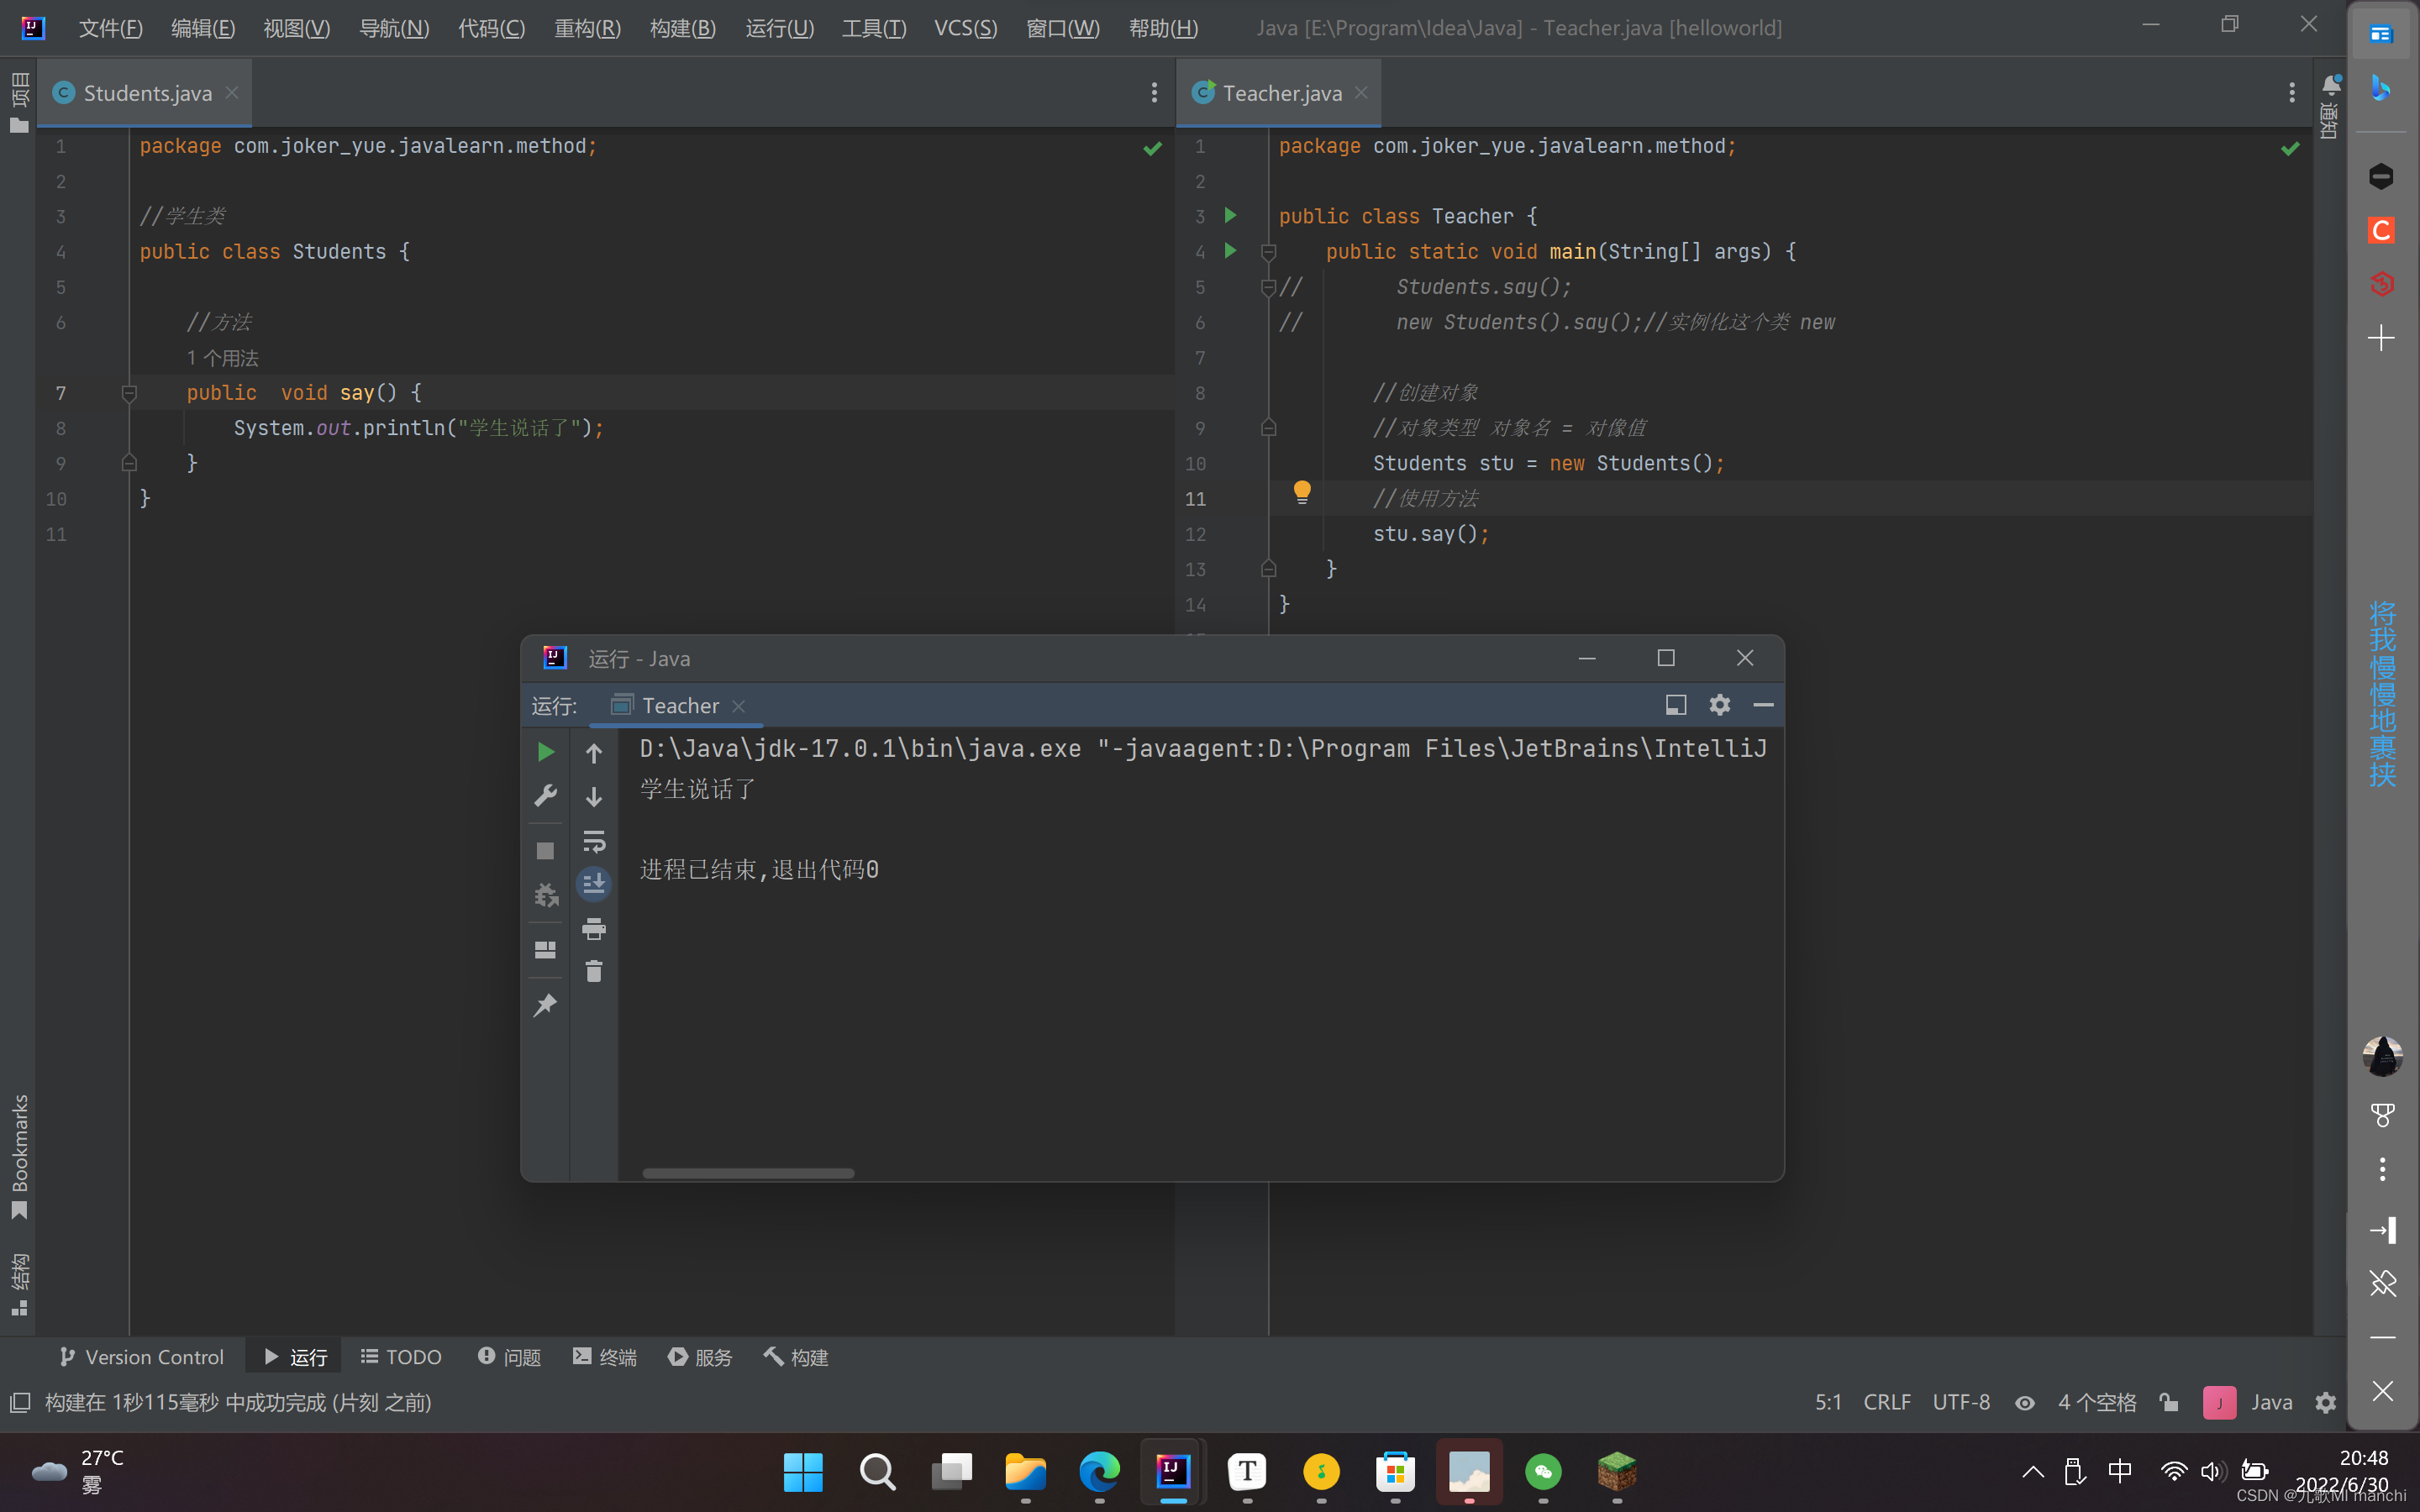 文件(F) 编辑(E) 视图(V) 导航(N) 代码(C) 重构(R) 构建(B) 运行(U) 工具(T) VCS(S) 窗口(W) 帮助(H) Java [E:\Program\Idea\Java] - Teacher.java [helloworld]
项目
Students.java
1 package com.joker_yue.javalearn.method;
2
3 //学生类
4 public class Students {
5
6 //方法
1 个用法
7 public  void say() {
8 System.out.println("学生说话了");
9 }
10 }
11
Teacher.java
通知
1 package com.joker_yue.javalearn.method;
2
3 public class Teacher {
4 public static void main(String[] args) {
5 // Students.say();
6 // new Students().say();//实例化这个类 new
7
8 //创建对象
9 //对象类型 对象名 = 对像值
10 Students stu = new Students();
11 //使用方法
12 stu.say();
13 }
14 }
运行 - Java
运行: Teacher
D:\Java\jdk-17.0.1\bin\java.exe "-javaagent:D:\Program Files\JetBrains\IntelliJ
学生说话了
进程已结束,退出代码0
将我慢慢地裹挟
Bookmarks
结构
Version Control 运行 TODO 问题 终端 服务 构建
构建在 1秒115毫秒 中成功完成 (片刻 之前)
5:1 CRLF UTF-8 4 个空格 Java
27°C
雾
中
20:48
2022/6/30
CSDN @九歌MI manchi